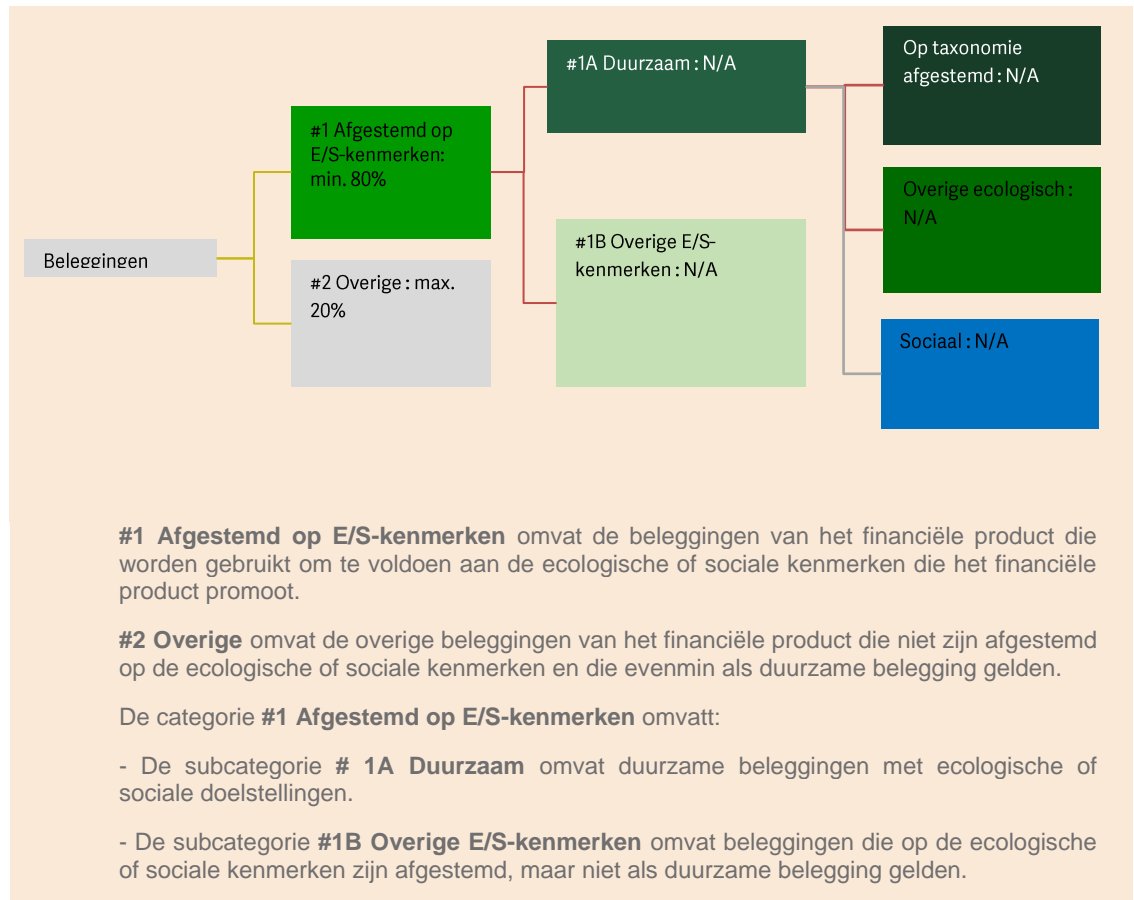 Beleggingen
#1 Afgestemd op
E/S-kenmerken:
min. 80%
#2 Overige : max.
20%
#1A Duurzaam : N/A
#1B Overige E/S-
kenmerken : N/A
Op taxonomie
afgestemd : N/A
Overige ecologisch :
N/A
Sociaal : N/A
#1 Afgestemd op E/S-kenmerken omvat de beleggingen van het financiële product die
worden gebruikt om te voldoen aan de ecologische of sociale kenmerken die het financiële
product promoot.
#2 Overige omvat de overige beleggingen van het financiële product die niet zijn afgestemd
op de ecologische of sociale kenmerken en die evenmin als duurzame belegging gelden.
De categorie #1 Afgestemd op E/S-kenmerken omvatt:
- De subcategorie # 1A Duurzaam omvat duurzame beleggingen met ecologische of
sociale doelstellingen.
- De subcategorie #1B Overige E/S-kenmerken omvat beleggingen die op de ecologische
of sociale kenmerken zijn afgestemd, maar niet als duurzame belegging gelden.